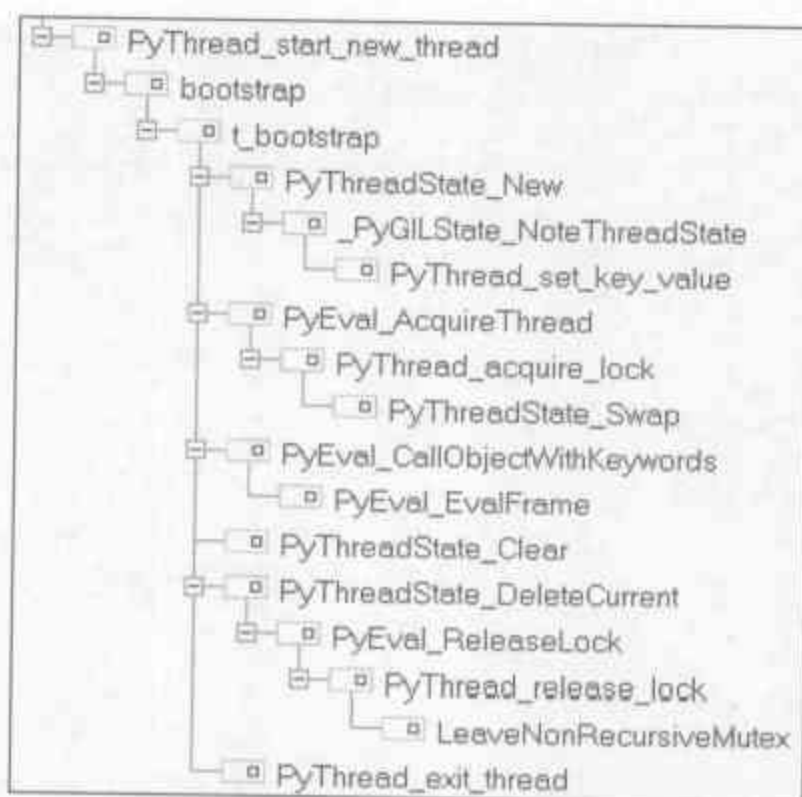 PyThread_start_new_thread
bootstrap
t_bootstrap
PyThreadState_New
_PyGILState_NoteThreadState
PyThread_set_key_value
PyEval_AcquireThread
PyThread_acquire_lock
PyThreadState_Swap
PyEval_CallObjectWithKeywords
PyEval_EvalFrame
PyThreadState_Clear
PyThreadState_DeleteCurrent
PyEval_ReleaseLock
PyThread_release_lock
LeaveNonRecursiveMutex
PyThread_exit_thread